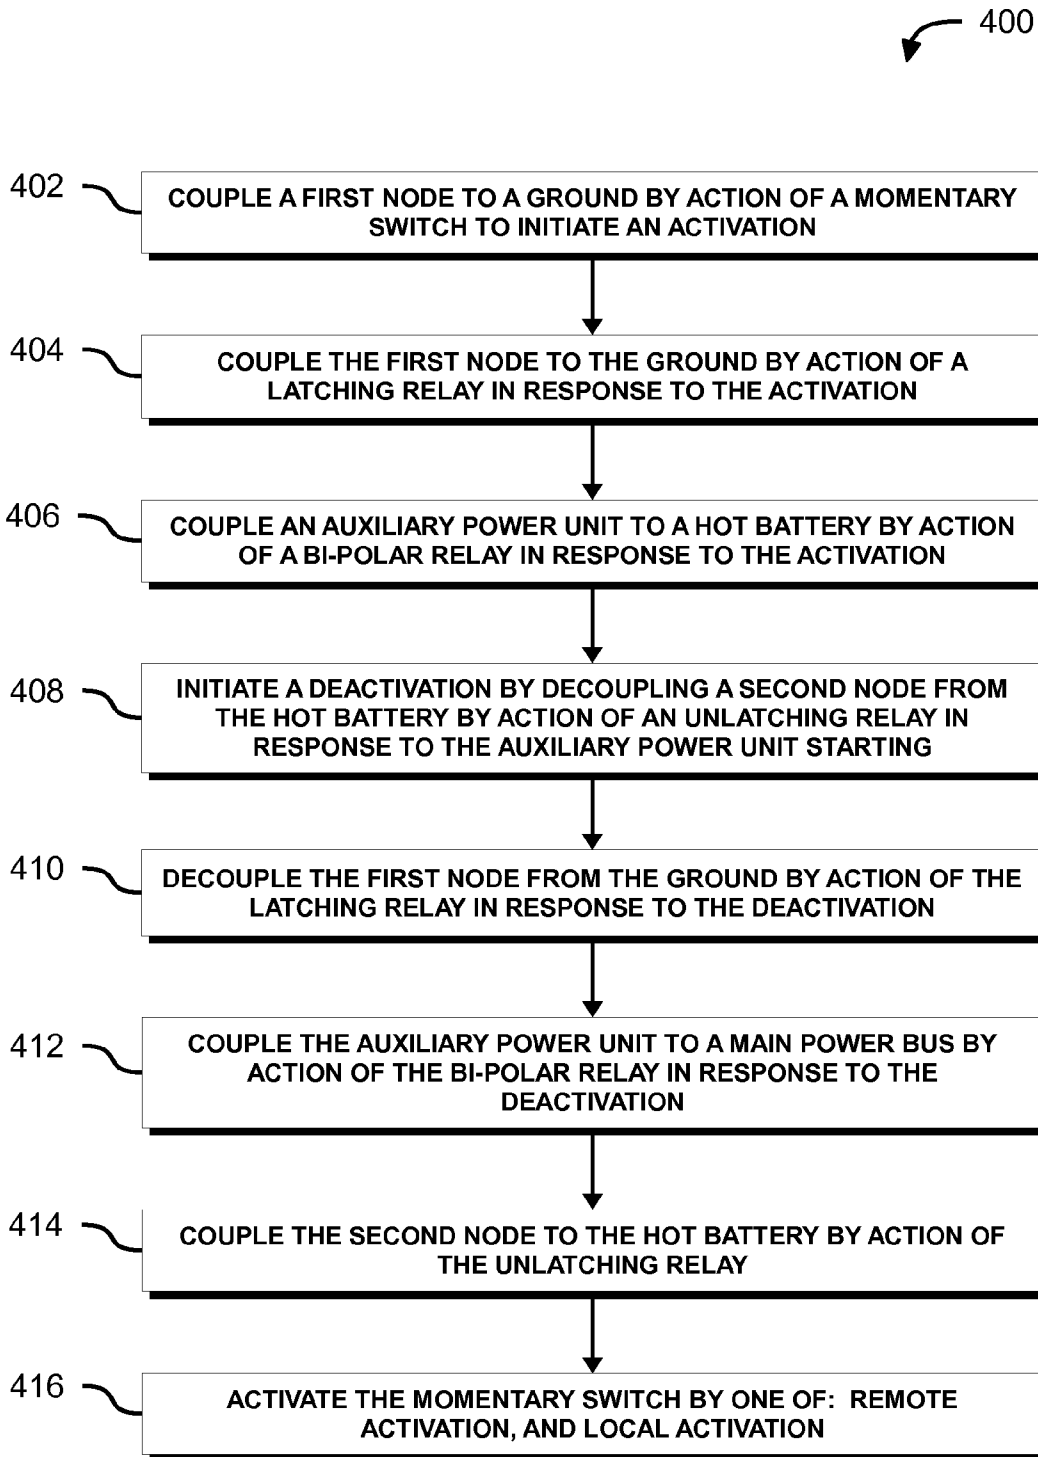 400
402
COUPLE A FIRST NODE TO A GROUND BY ACTION OF A MOMENTARY
SWITCH TO INITIATE AN ACTIVATION
404
COUPLE THE FIRST NODE TO THE GROUND BY ACTION OF A
LATCHING RELAY IN RESPONSE TO THE ACTIVATION
406
COUPLE AN AUXILIARY POWER UNIT TO A HOT BATTERY BY ACTION
OF A BI-POLAR RELAY IN RESPONSE TO THE ACTIVATION
408
INITIATE A DEACTIVATION BY DECOUPLING A SECOND NODE FROM
THE HOT BATTERY BY ACTION OF AN UNLATCHING RELAY IN
RESPONSE TO THE AUXILIARY POWER UNIT STARTING
410
DECOUPLE THE FIRST NODE FROM THE GROUND BY ACTION OF THE
LATCHING RELAY IN RESPONSE TO THE DEACTIVATION
412
COUPLE THE AUXILIARY POWER UNIT TO A MAIN POWER BUS BY
ACTION OF THE BI-POLAR RELAY IN RESPONSE TO THE
DEACTIVATION
414
COUPLE THE SECOND NODE TO THE HOT BATTERY BY ACTION OF
THE UNLATCHING RELAY
416
ACTIVATE THE MOMENTARY SWITCH BY ONE OF:  REMOTE
ACTIVATION, AND LOCAL ACTIVATION